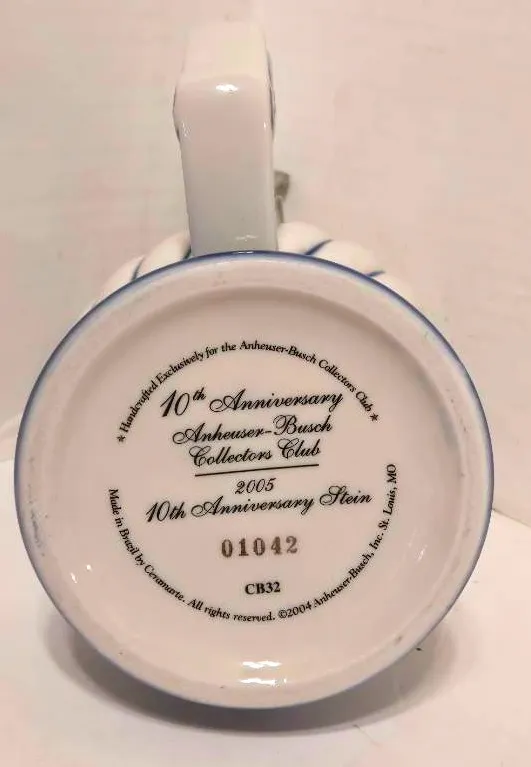 ★ Handcrafted Exclusively for the Anheuser-Busch Collectors Club ★
10th Anniversary
Anheuser-Busch
Collectors Club
2005
10th Anniversary Stein
01042
CB32
Made in Brazil by Ceramarte. All rights reserved. ©2004 Anheuser-Busch, Inc. St. Louis, MO